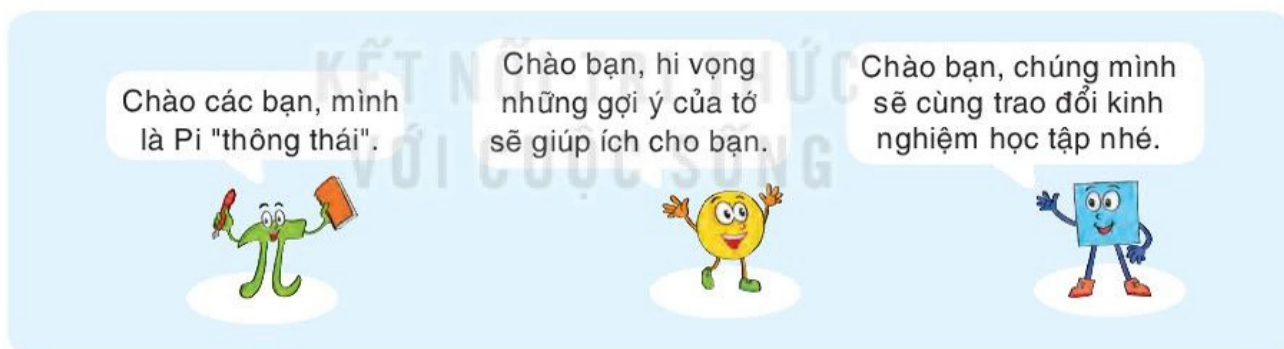 KẾT NỐI TRI THỨC
VỚI CUỘC SỐNG
Chào các bạn, mình
là Pi "thông thái".
Chào bạn, hi vọng
những gợi ý của tớ
sẽ giúp ích cho bạn.
Chào bạn, chúng mình
sẽ cùng trao đổi kinh
nghiệm học tập nhé.